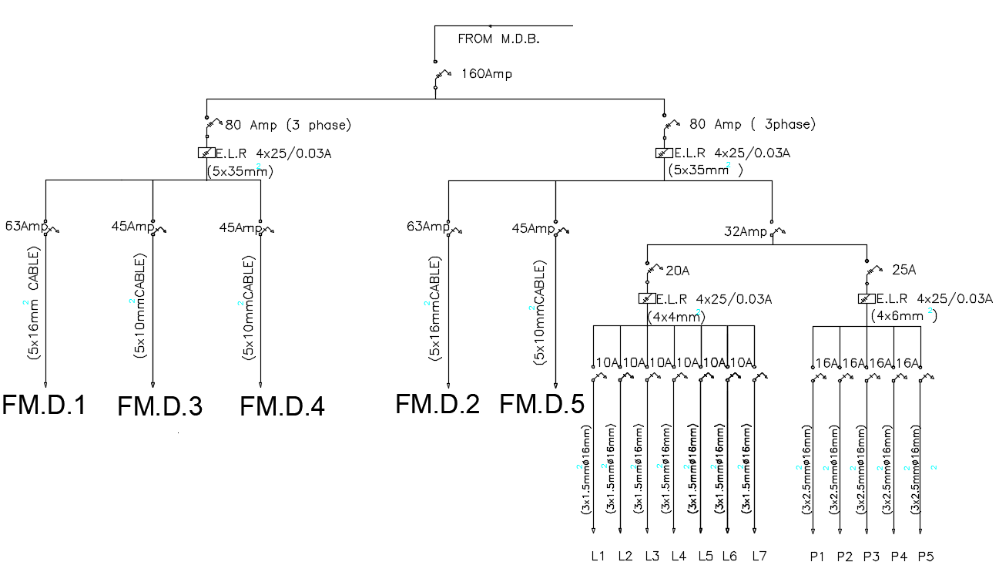 FROM M.D.B.
160Amp
80 Amp (3 phase)
80 Amp ( 3phase)
E.L.R 4x25/0.03A
E.L.R 4x25/0.03A
(5x35mm²)
(5x35mm² )
63Amp
45Amp
45Amp
63Amp
45Amp
32Amp
20A
25A
E.L.R 4x25/0.03A
E.L.R 4x25/0.03A
(4x4mm²)
(4x6mm²)
(5x16mm² CABLE)
(5x10mm²CABLE)
(5x10mm²CABLE)
(5x16mm²CABLE)
(5x10mm²CABLE)
10A 10A 10A 10A 10A 10A
16A 16A 16A 16A
FM.D.1
FM.D.3
FM.D.4
FM.D.2
FM.D.5
(3x1.5mm²ø16mm)
(3x1.5mm²ø16mm)
(3x1.5mm²ø16mm)
(3x1.5mm²ø16mm)
(3x1.5mm²ø16mm)
(3x1.5mm²ø16mm)
(3x1.5mm²ø16mm)
(3x2.5mm²ø16mm)
(3x2.5mm²ø16mm)
(3x2.5mm²ø16mm)
(3x2.5mm²ø16mm)
(3x2.5mm²ø16mm)
2
L1 L2 L3 L4 L5 L6 L7
P1 P2 P3 P4 P5